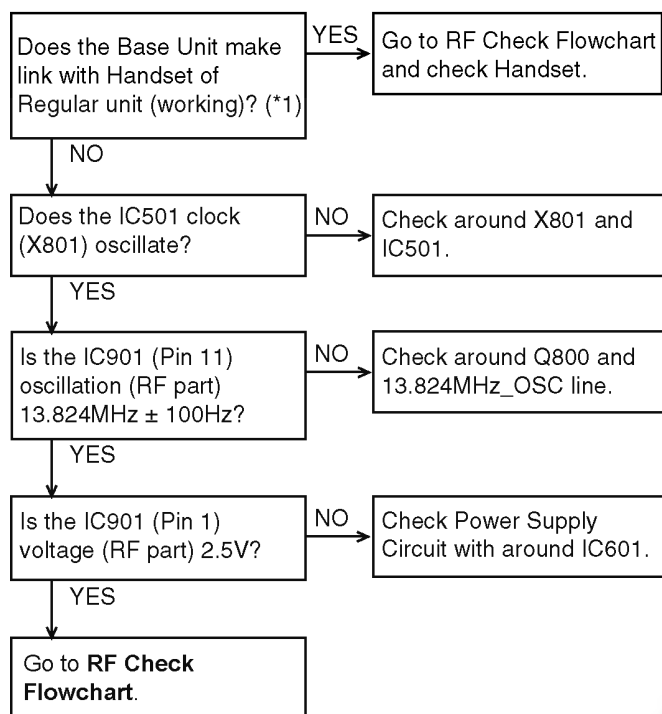 Does the Base Unit make
link with Handset of
Regular unit (working)? (*1)
YES
Go to RF Check Flowchart
and check Handset.
NO
Does the IC501 clock
(X801) oscillate?
NO
Check around X801 and
IC501.
YES
Is the IC901 (Pin 11)
oscillation (RF part)
13.824MHz ± 100Hz?
NO
Check around Q800 and
13.824MHz_OSC line.
YES
Is the IC901 (Pin 1)
voltage (RF part) 2.5V?
NO
Check Power Supply
Circuit with around IC601.
YES
Go to RF Check
Flowchart.